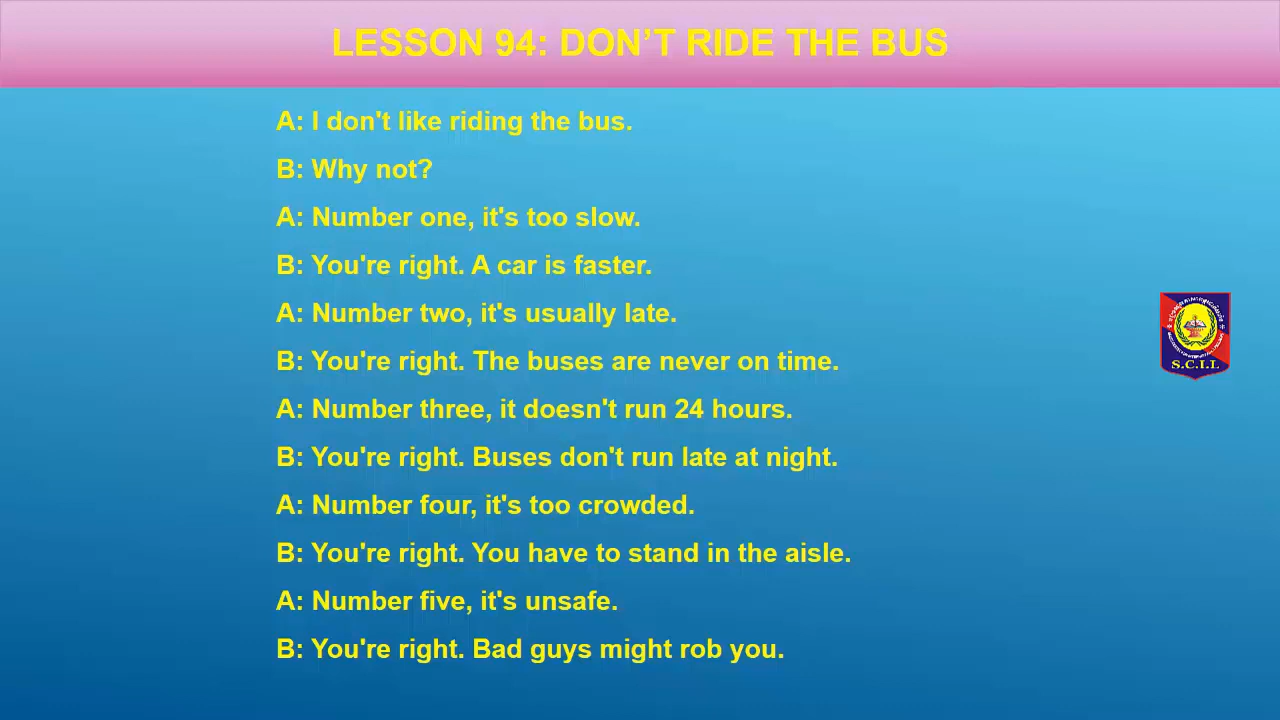 LESSON 94: DON’T RIDE THE BUS
A: I don't like riding the bus.
B: Why not?
A: Number one, it's too slow.
B: You're right. A car is faster.
A: Number two, it's usually late.
B: You're right. The buses are never on time.
A: Number three, it doesn't run 24 hours.
B: You're right. Buses don't run late at night.
A: Number four, it's too crowded.
B: You're right. You have to stand in the aisle.
A: Number five, it's unsafe.
B: You're right. Bad guys might rob you.
S.C.I.L